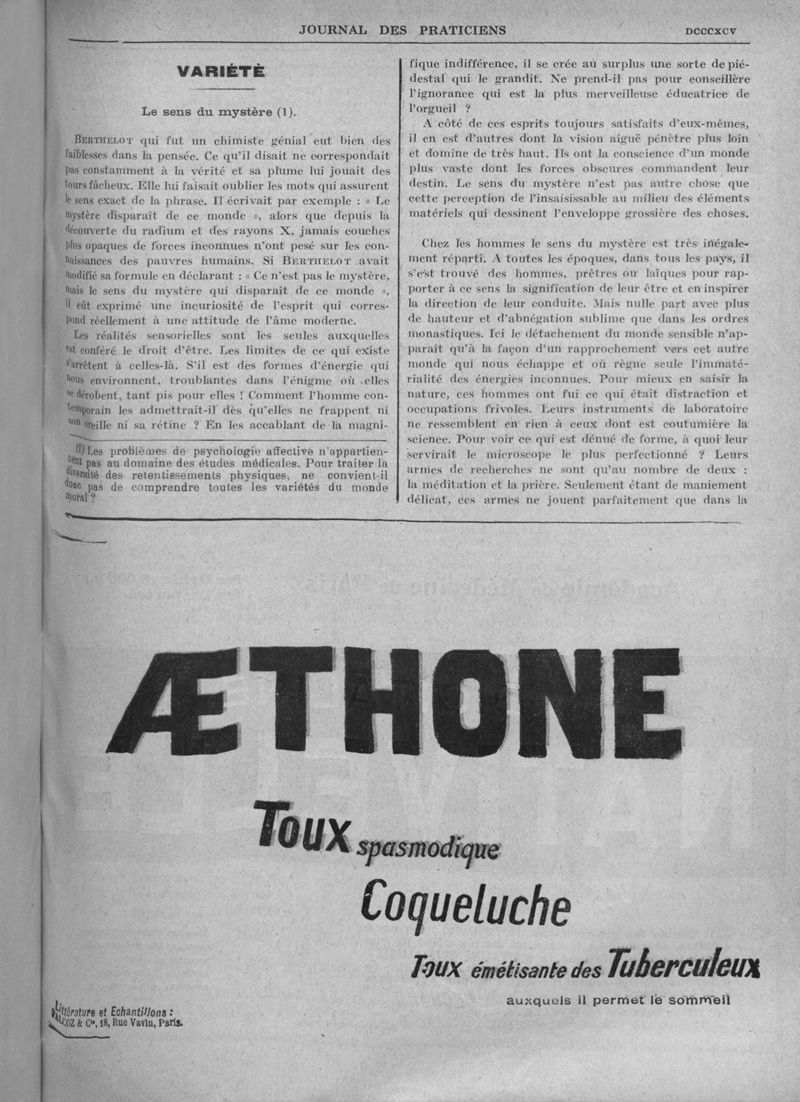 JOURNAL DES PRATICIENS
DCCCXCV
VARIÉTÉ
Le sens du mystère (1).
BERTHELOT qui fut un chimiste génial eut bien des
faiblesses dans la pensée. Ce qu'il disait ne correspondait
pas constamment à la vérité et sa plume lui jouait des
tours fâcheux. Elle lui faisait oublier les mots qui assurent
le sens exact de la phrase. Il écrivait par exemple : « Le
mystère disparaît de ce monde », alors que depuis la
découverte du radium et des rayons X, jamais couches
plus opaques de forces inconnues n'ont pesé sur les con-
naissances des pauvres humains. Si BERTHELOT avait
modifié sa formule en déclarant : « Ce n'est pas le mystère,
mais le sens du mystère qui disparaît de ce monde »,
il eût exprimé une incuriosité de l'esprit qui corres-
pond réellement à une attitude de l'âme moderne.
Les réalités sensorielles sont les seules auxquelles
est conféré le droit d'être. Les limites de ce qui existe
s'arrêtent à celles-là. S'il est des formes d'énergie qui
nous environnent, troublantes dans l'énigme où elles
se dérobent, tant pis pour elles ! Comment l'homme con-
temporain les admettrait-il dès qu'elles ne frappent ni
son oreille ni sa rétine ? En les accablant de la magni-
(1) Les problèmes de psychologie affective n'appartien-
nent pas au domaine des études médicales. Pour traiter la
diversité des retentissements physiques, ne convient-il
donc pas de comprendre toutes les variétés du monde
moral ?
fique indifférence, il se crée au surplus une sorte de pié-
destal qui le grandit. Ne prend-il pas pour conseillère
l'ignorance qui est la plus merveilleuse éducatrice de
l'orgueil ?
A côté de ces esprits toujours satisfaits d'eux-mêmes,
il en est d'autres dont la vision aiguë pénètre plus loin
et domine de très haut. Ils ont la conscience d'un monde
plus vaste dont les forces obscures commandent leur
destin. Le sens du mystère n'est pas autre chose que
cette perception de l'insaisissable au milieu des éléments
matériels qui dessinent l'enveloppe grossière des choses.
Chez les hommes le sens du mystère est très inégale-
ment réparti. A toutes les époques, dans tous les pays, il
s'est trouvé des hommes, prêtres ou laïques pour rap-
porter à ce sens la signification de leur être et en inspirer
la direction de leur conduite. Mais nulle part avec plus
de hauteur et d'abnégation sublime que dans les ordres
monastiques. Ici le détachement du monde sensible n'ap-
paraît qu'à la façon d'un rapprochement vers cet autre
monde qui nous échappe et où règne seule l'immaté-
rialité des énergies inconnues. Pour mieux en saisir la
nature, ces hommes ont fui ce qui était distraction et
occupations frivoles. Leurs instruments de laboratoire
ne ressemblent en rien à ceux dont est coutumière la
science. Pour voir ce qui est dénué de forme, à quoi leur
servirait le microscope le plus perfectionné ? Leurs
armes de recherches ne sont qu'au nombre de deux :
la méditation et la prière. Seulement étant de maniement
délicat, ces armes ne jouent parfaitement que dans la
ÆTHONE
Toux spasmodique
Coqueluche
Toux émétisante des Tuberculeux
auxquels il permet le sommeil
Littérature et Echantillons :
COZ & Cie, 18, Rue Vavin, Paris.